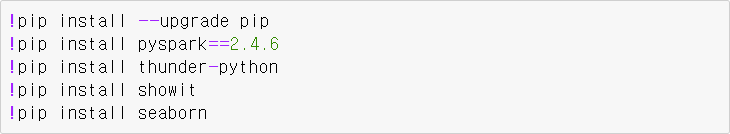 !pip install --upgrade pip
!pip install pyspark==2.4.6
!pip install thunder-python
!pip install showit
!pip install seaborn